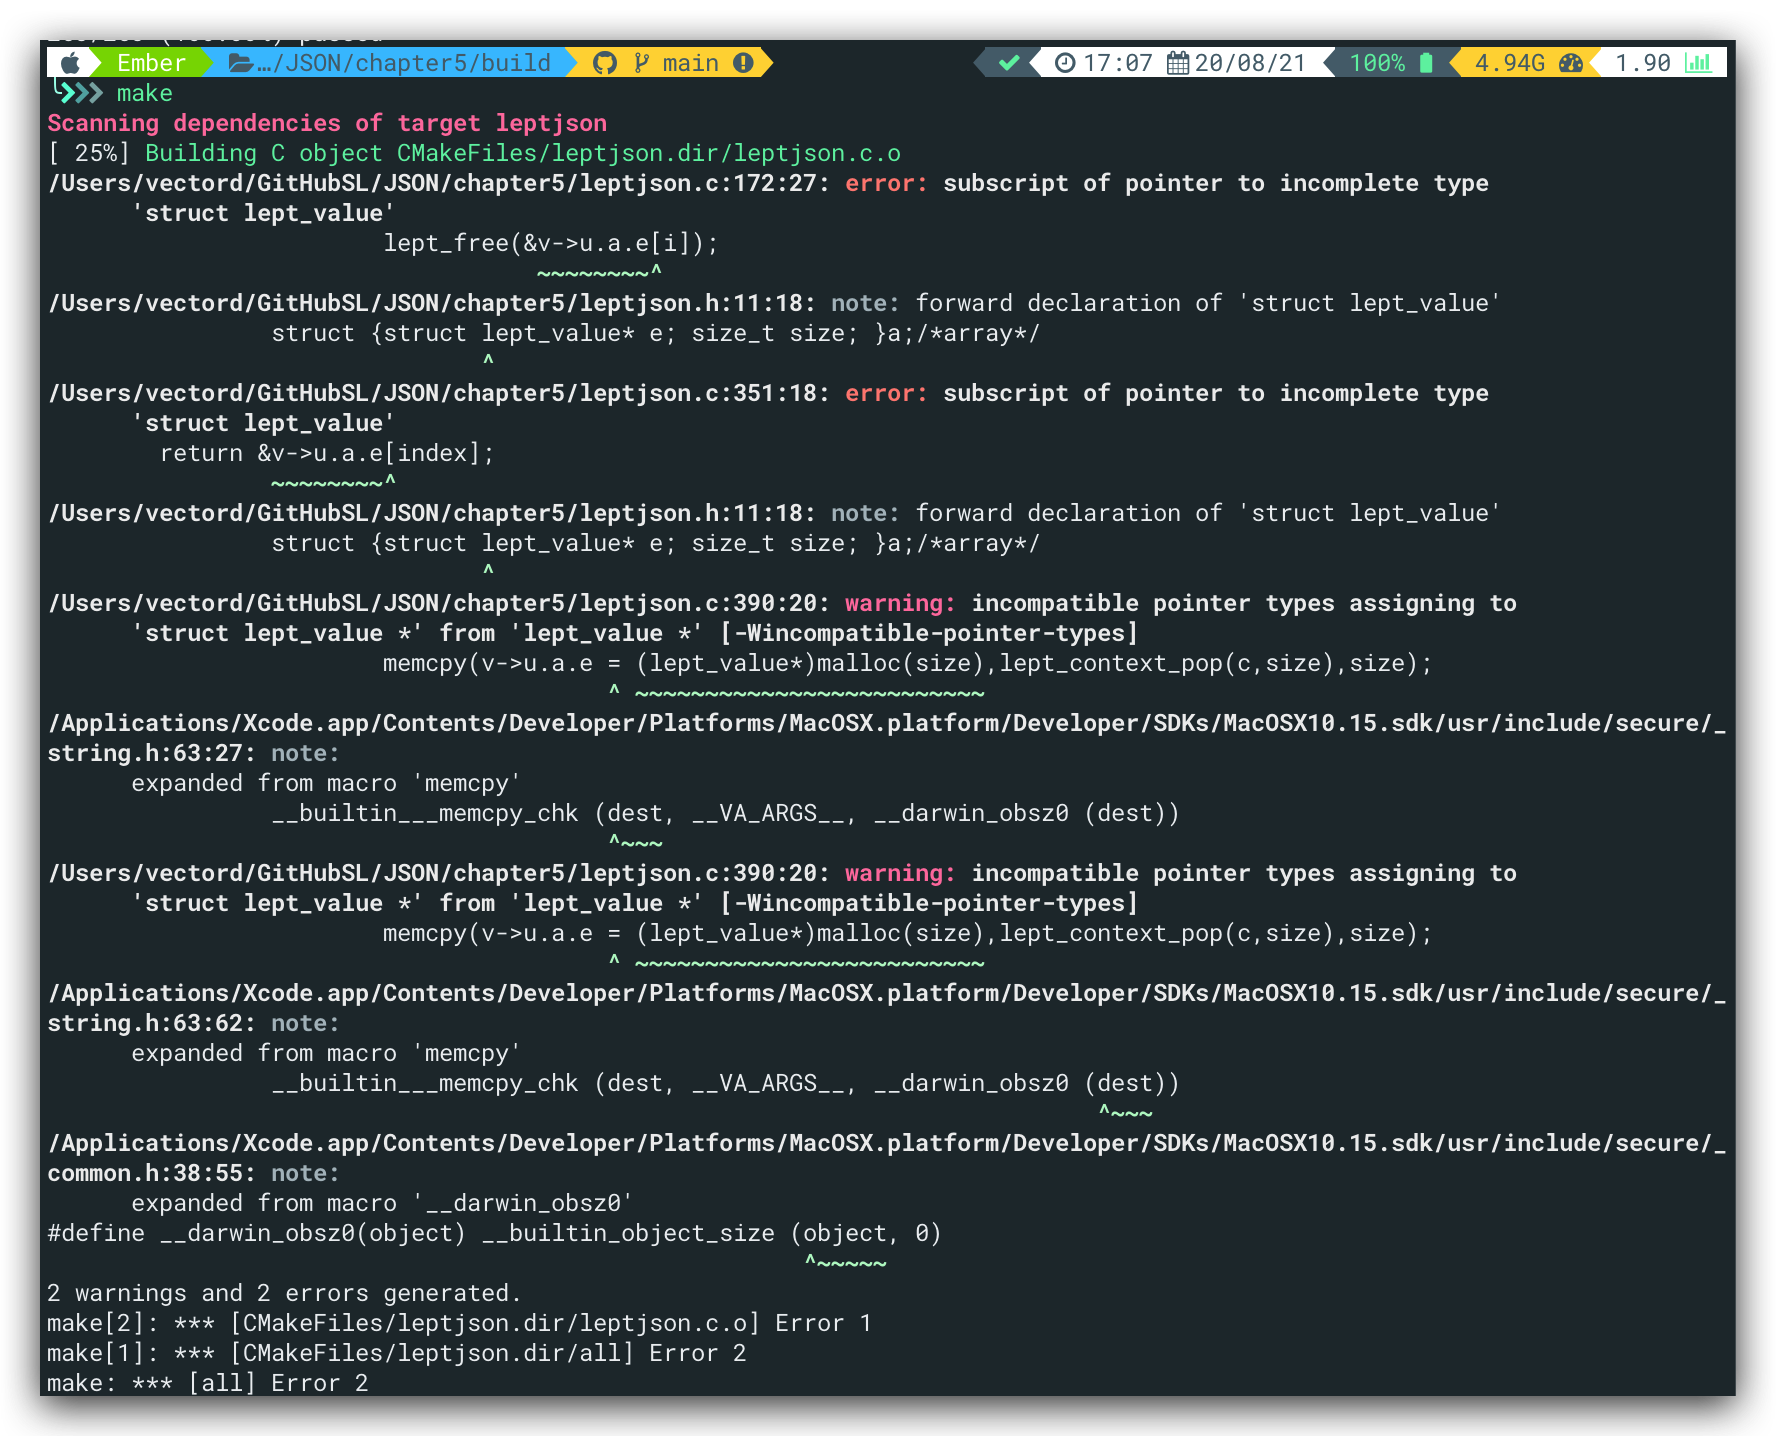 Ember …/JSON/chapter5/build main 17:07 20/08/21 100% 4.94G 1.90
make
Scanning dependencies of target leptjson
[ 25%] Building C object CMakeFiles/leptjson.dir/leptjson.c.o
/Users/vectord/GitHubSL/JSON/chapter5/leptjson.c:172:27: error: subscript of pointer to incomplete type
'struct lept_value'
lept_free(&v->u.a.e[i]);
~~~~~~~~^
/Users/vectord/GitHubSL/JSON/chapter5/leptjson.h:11:18: note: forward declaration of 'struct lept_value'
struct {struct lept_value* e; size_t size; }a;/*array*/
^
/Users/vectord/GitHubSL/JSON/chapter5/leptjson.c:351:18: error: subscript of pointer to incomplete type
'struct lept_value'
return &v->u.a.e[index];
~~~~~~~~^
/Users/vectord/GitHubSL/JSON/chapter5/leptjson.h:11:18: note: forward declaration of 'struct lept_value'
struct {struct lept_value* e; size_t size; }a;/*array*/
^
/Users/vectord/GitHubSL/JSON/chapter5/leptjson.c:390:20: warning: incompatible pointer types assigning to
'struct lept_value *' from 'lept_value *' [-Wincompatible-pointer-types]
memcpy(v->u.a.e = (lept_value*)malloc(size),lept_context_pop(c,size),size);
^ ~~~~~~~~~~~~~~~~~~~~~~~~~
/Applications/Xcode.app/Contents/Developer/Platforms/MacOSX.platform/Developer/SDKs/MacOSX10.15.sdk/usr/include/secure/_
string.h:63:27: note:
expanded from macro 'memcpy'
__builtin___memcpy_chk (dest, __VA_ARGS__, __darwin_obsz0 (dest))
^~~~
/Users/vectord/GitHubSL/JSON/chapter5/leptjson.c:390:20: warning: incompatible pointer types assigning to
'struct lept_value *' from 'lept_value *' [-Wincompatible-pointer-types]
memcpy(v->u.a.e = (lept_value*)malloc(size),lept_context_pop(c,size),size);
^ ~~~~~~~~~~~~~~~~~~~~~~~~~
/Applications/Xcode.app/Contents/Developer/Platforms/MacOSX.platform/Developer/SDKs/MacOSX10.15.sdk/usr/include/secure/_
string.h:63:62: note:
expanded from macro 'memcpy'
__builtin___memcpy_chk (dest, __VA_ARGS__, __darwin_obsz0 (dest))
^~~~
/Applications/Xcode.app/Contents/Developer/Platforms/MacOSX.platform/Developer/SDKs/MacOSX10.15.sdk/usr/include/secure/_
common.h:38:55: note:
expanded from macro '__darwin_obsz0'
#define __darwin_obsz0(object) __builtin_object_size (object, 0)
^~~~~~
2 warnings and 2 errors generated.
make[2]: *** [CMakeFiles/leptjson.dir/leptjson.c.o] Error 1
make[1]: *** [CMakeFiles/leptjson.dir/all] Error 2
make: *** [all] Error 2